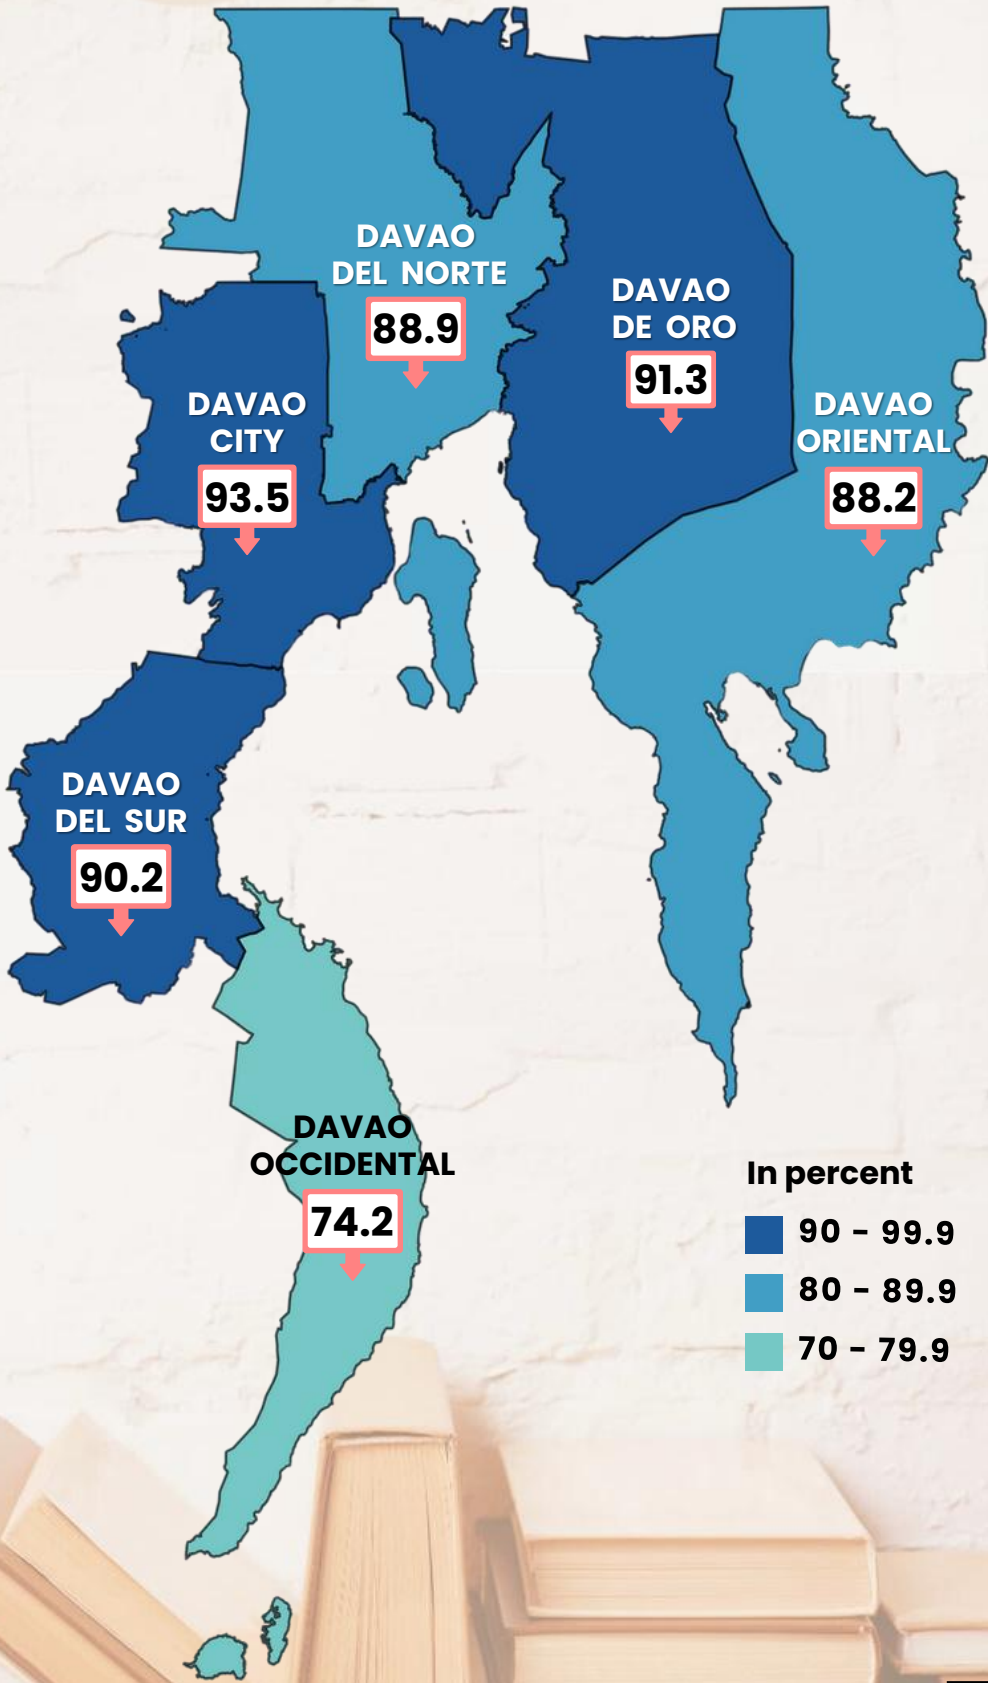 DAVAO
DEL NORTE
88.9
DAVAO
DE ORO
91.3
DAVAO
CITY
93.5
DAVAO
ORIENTAL
88.2
DAVAO
DEL SUR
90.2
DAVAO
OCCIDENTAL
74.2
In percent
90 - 99.9
80 - 89.9
70 - 79.9